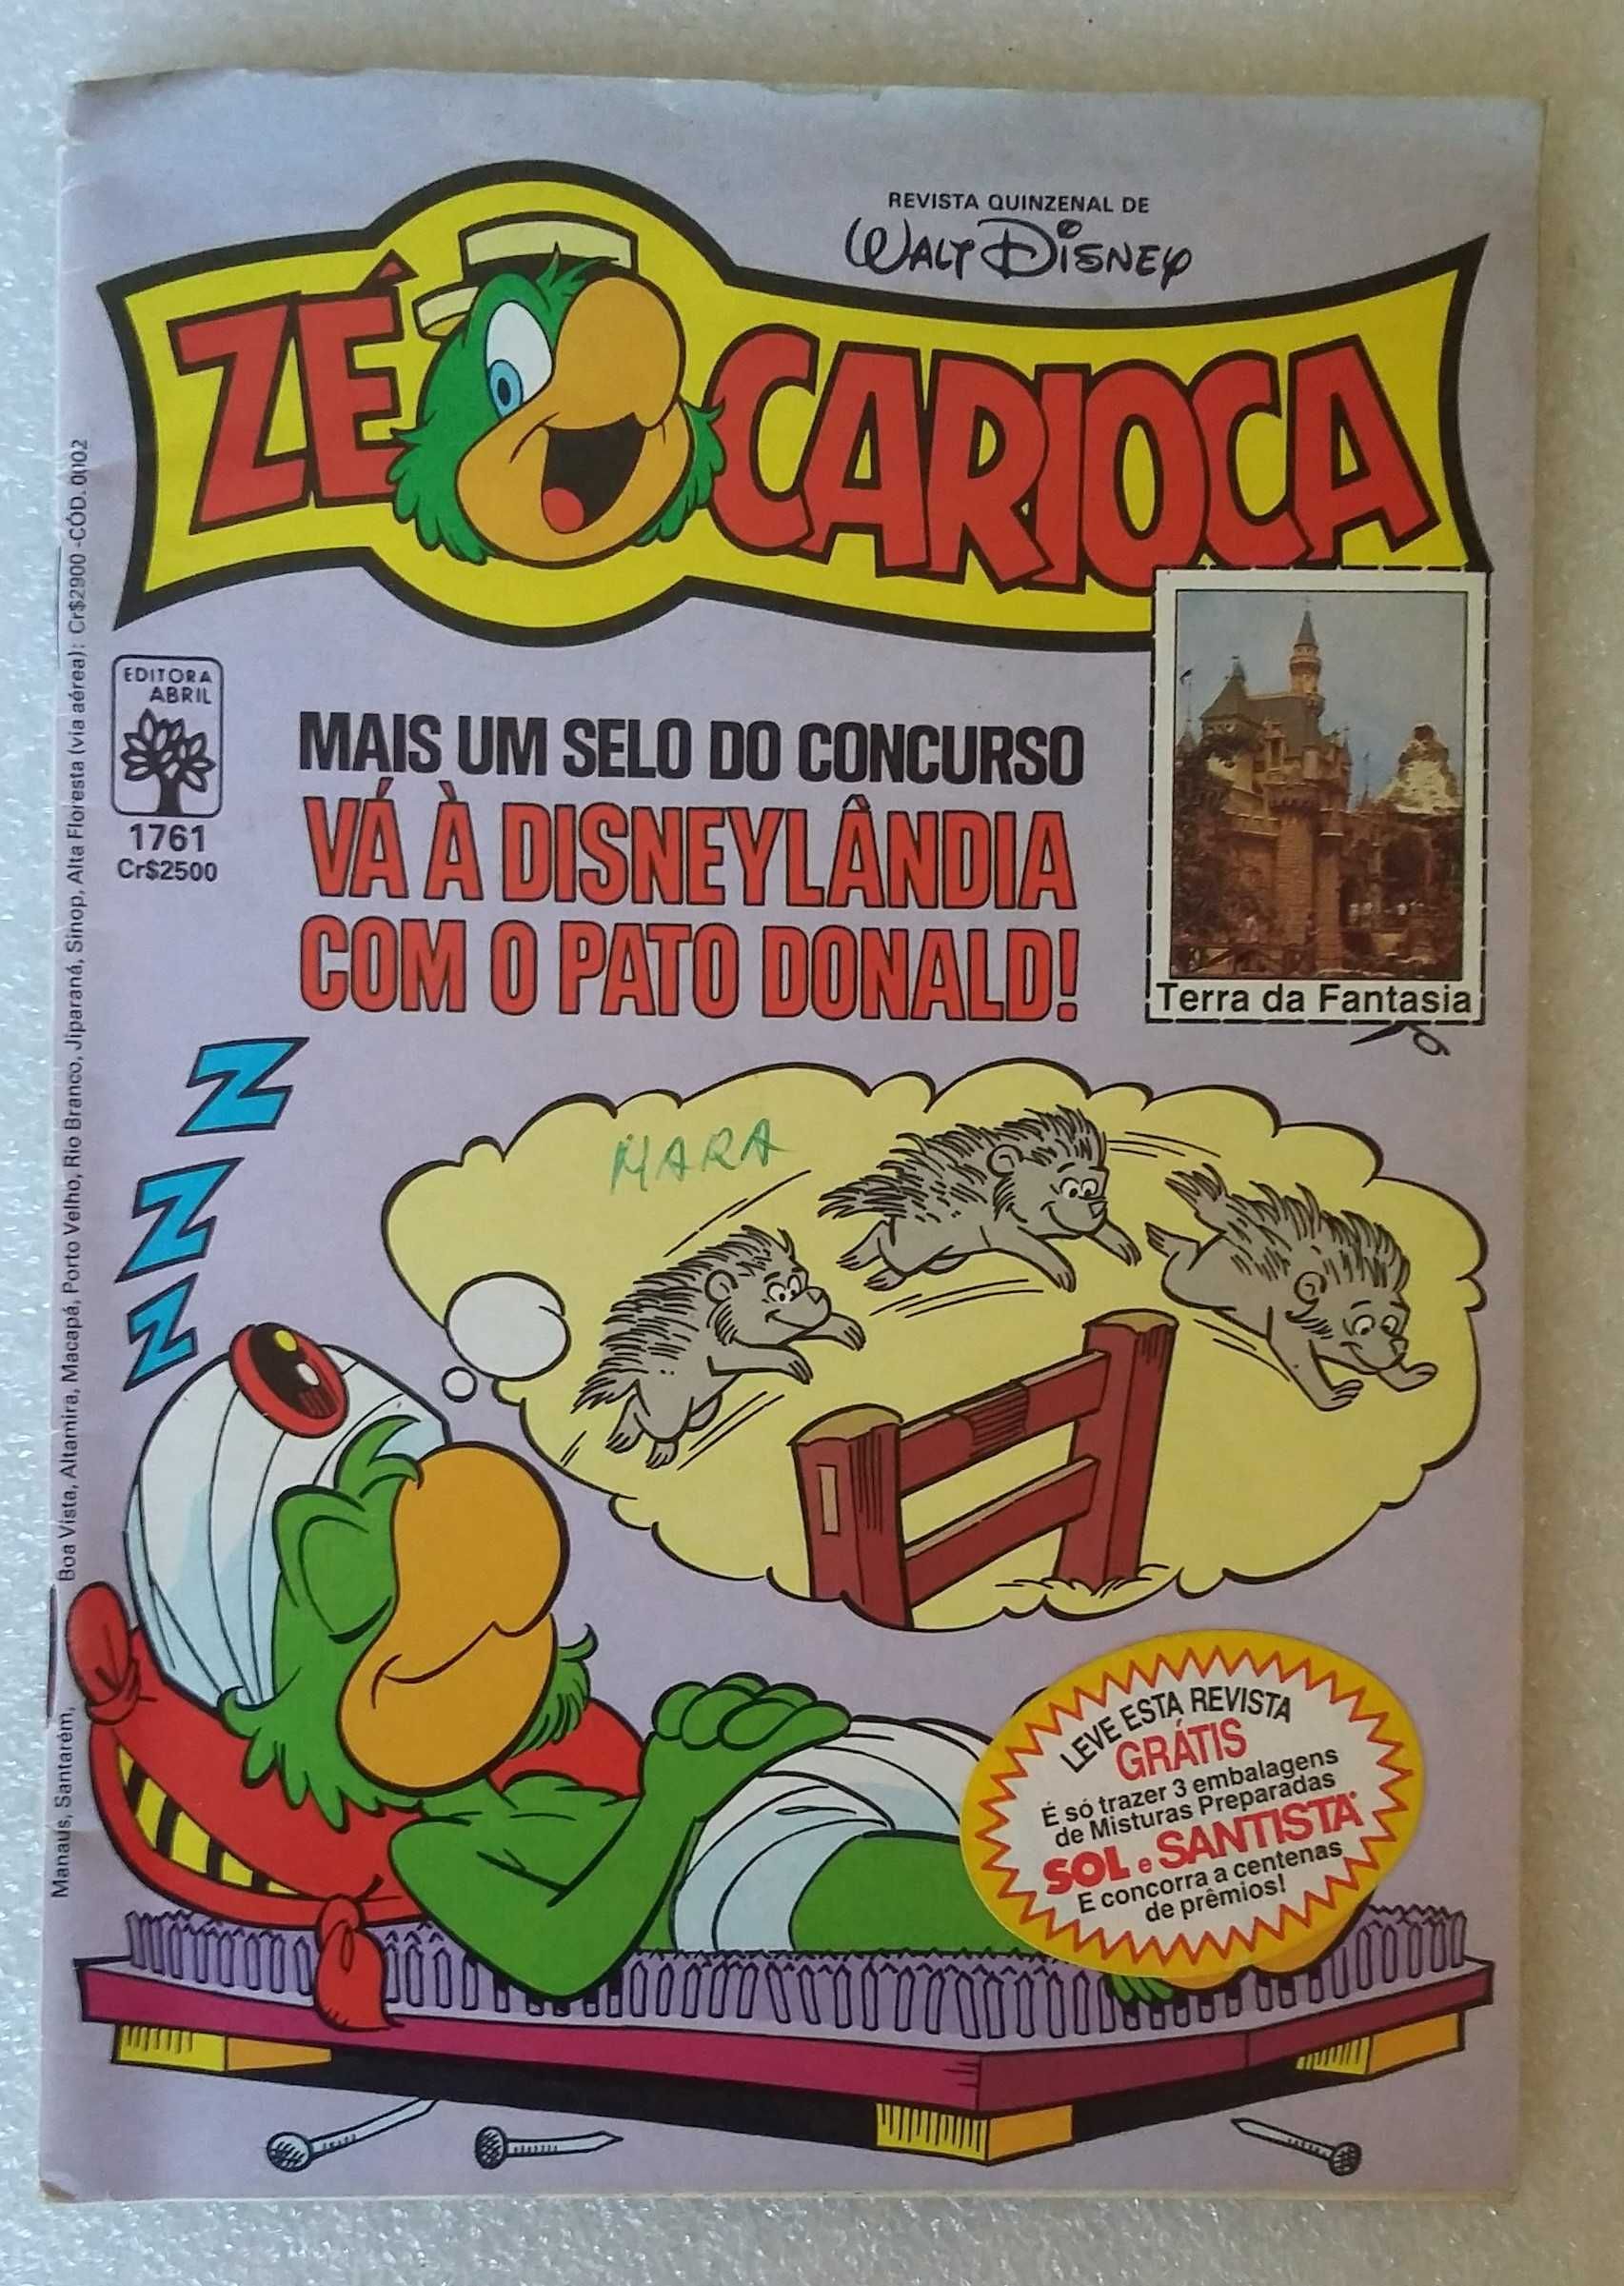 REVISTA QUINZENAL DE
WALT DISNEY
ZÉ CARIOCA
EDITORA
ABRIL
1761
Cr$2500
MAIS UM SELO DO CONCURSO
VÁ À DISNEYLÂNDIA
COM O PATO DONALD!
Terra da Fantasia
Manaus, Santarém, Boa Vista, Altamira, Macapá, Porto Velho, Rio Branco, Jiparaná, Sinop, Alta Floresta (via aérea): Cr$2900 -CÓD. 0002
Z
Z
Z
MARA
LEVE ESTA REVISTA
GRÁTIS
É só trazer 3 embalagens
de Misturas Preparadas
SOL e SANTISTA
E concorra a centenas
de prêmios!